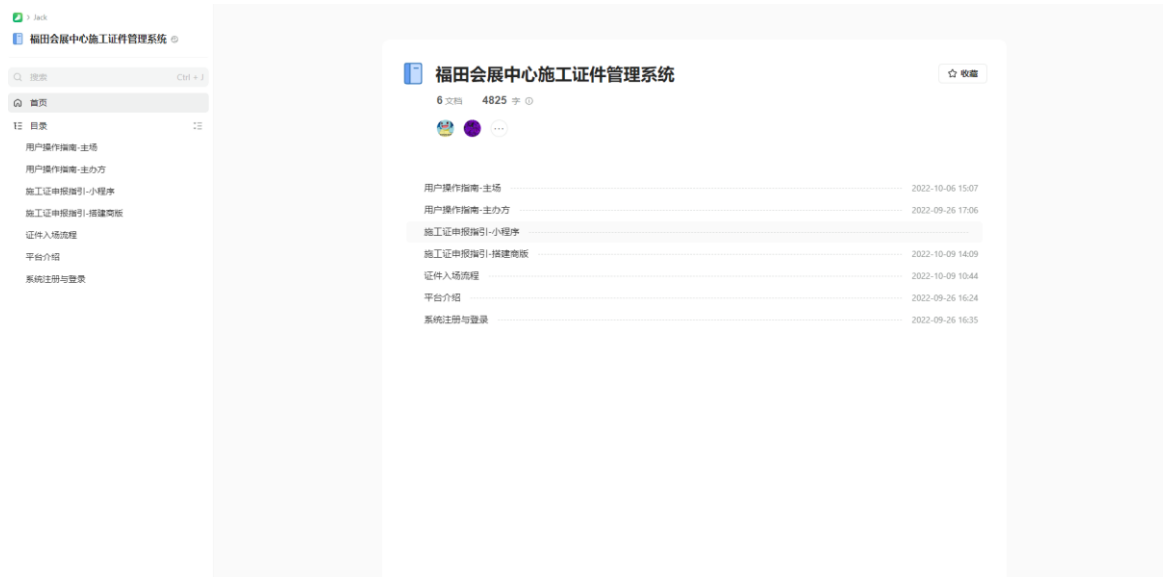 Jack
福田会展中心施工证件管理系统
搜索 Ctrl + J
首页
目录
用户操作指南-主场
用户操作指南-主办方
施工证申报指引-小程序
施工证申报指引-搭建商版
证件入场流程
平台介绍
系统注册与登录
福田会展中心施工证件管理系统
收藏
6 文档 4825 字
用户操作指南-主场 2022-10-06 15:07
用户操作指南-主办方 2022-09-26 17:06
施工证申报指引-小程序
施工证申报指引-搭建商版 2022-10-09 14:09
证件入场流程 2022-10-09 10:44
平台介绍 2022-09-26 16:24
系统注册与登录 2022-09-26 16:35